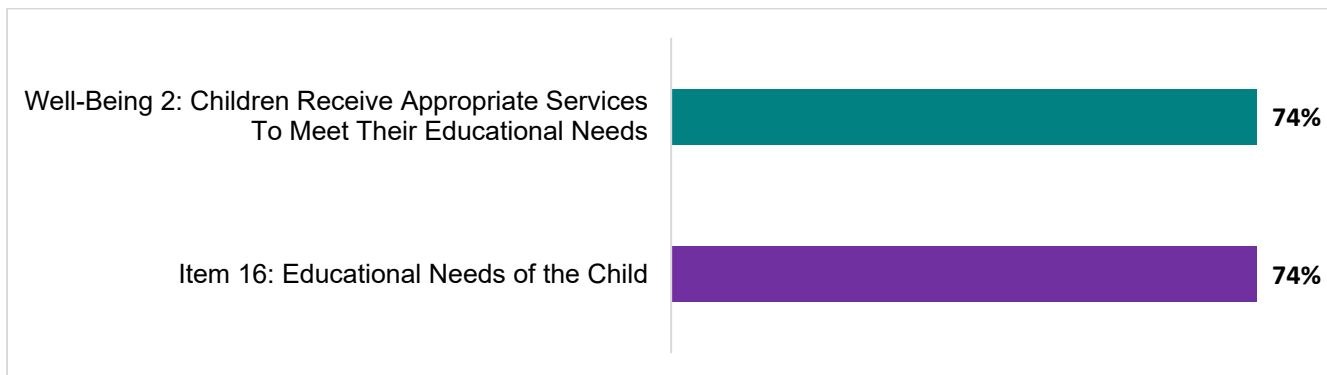 Well-Being 2: Children Receive Appropriate Services
To Meet Their Educational Needs
74%
Item 16: Educational Needs of the Child
74%